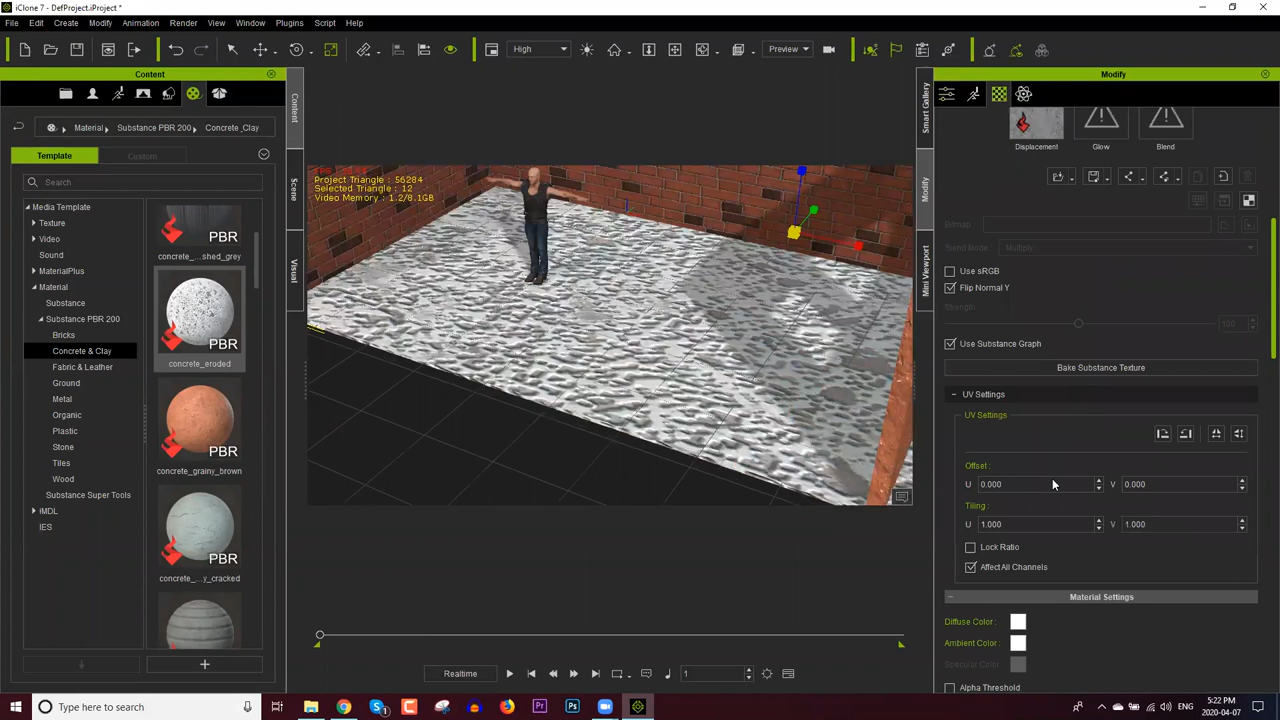 iClone 7 - DefProject.iProject *
File Edit Create Modify Animation Render View Window Plugins Script Help
High Preview
Content
Material Substance PBR 200 Concrete_Clay
Template Custom
Search
Media Template
Texture
Video
Sound
MaterialPlus
Material
Substance
Substance PBR 200
Bricks
Concrete & Clay
Fabric & Leather
Ground
Metal
Organic
Plastic
Stone
Tiles
Wood
Substance Super Tools
iMDL
IES
PBR
concrete_...shed_grey
PBR
concrete_eroded
PBR
concrete_grainy_brown
PBR
concrete_...y_cracked
Content
Scene
Visual
Project Triangle : 56284
Selected Triangle : 12
Video Memory : 1.2/8.1GB
Realtime 1
Smart Gallery
Modify
Mini Viewport
Modify
Displacement Glow Blend
Bitmap:
Blend Mode: Multiply
Use sRGB
Flip Normal Y
Strength:
100
Use Substance Graph
Bake Substance Texture
UV Settings
UV Settings
Offset :
U 0.000 V 0.000
Tiling :
U 1.000 V 1.000
Lock Ratio
Affect All Channels
Material Settings
Diffuse Color :
Ambient Color :
Specular Color:
Alpha Threshold
Type here to search
ENG
5:22 PM
2020-04-07